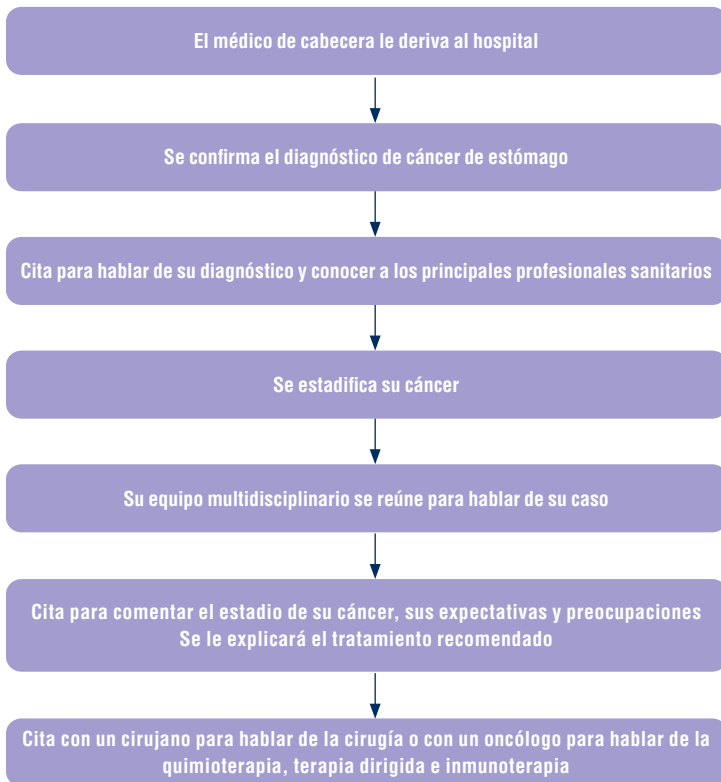 El médico de cabecera le deriva al hospital
Se confirma el diagnóstico de cáncer de estómago
Cita para hablar de su diagnóstico y conocer a los principales profesionales sanitarios
Se estadifica su cáncer
Su equipo multidisciplinario se reúne para hablar de su caso
Cita para comentar el estadio de su cáncer, sus expectativas y preocupaciones
Se le explicará el tratamiento recomendado
Cita con un cirujano para hablar de la cirugía o con un oncólogo para hablar de la
quimioterapia, terapia dirigida e inmunoterapia